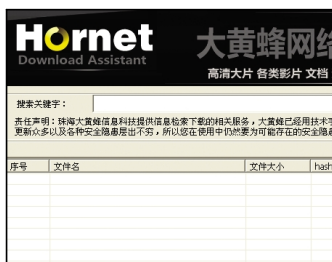 Hornet
Download Assistant
大黄蜂网络
高清大片 各类影片 文档
搜索关键字：
责任声明：珠海大黄蜂信息科技提供信息检索下载的相关服务，大黄蜂已经用技术手
更新众多以及各种安全隐患层出不穷，所以您在使用中仍然要为可能存在的安全隐患
序号 文件名 文件大小 hash